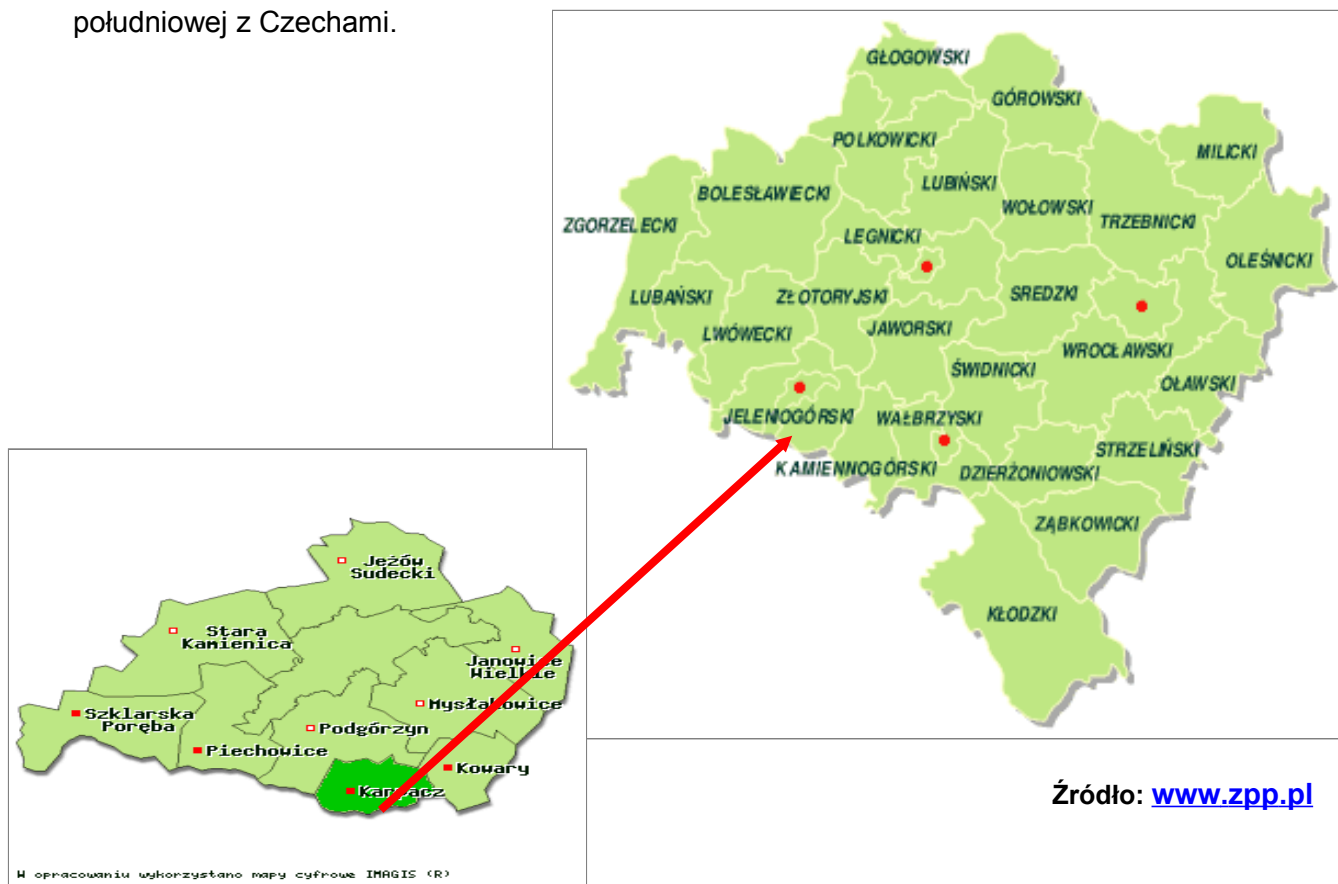 południowej z Czechami.
GŁOGOWSKI
GÓROWSKI
POLKOWICKI
MILICKI
LUBIŃSKI
BOLESŁAWIECKI
WOŁOWSKI
TRZEBNICKI
ZGORZELECKI
LEGNICKI
OLEŚNICKI
LUBAŃSKI
ZŁOTORYJSKI
SREDZKI
LWÓWECKI
JAWORSKI
WROCŁAWSKI
ŚWIDNICKI
OŁAWSKI
JELENIOGÓRSKI
WAŁBRZYSKI
STRZELIŃSKI
KAMIENNOGÓRSKI
DZIERŻONIOWSKI
ZĄBKOWICKI
KŁODZKI
Jeżów
Sudecki
Stara
Kamienica
Janowice
Wielkie
Mysłakowice
Szklarska
Poręba
Podgórzyn
Piechowice
Kowary
Karpacz
W opracowaniu wykorzystano mapy cyfrowe IMAGIS (R)
Źródło: www.zpp.pl